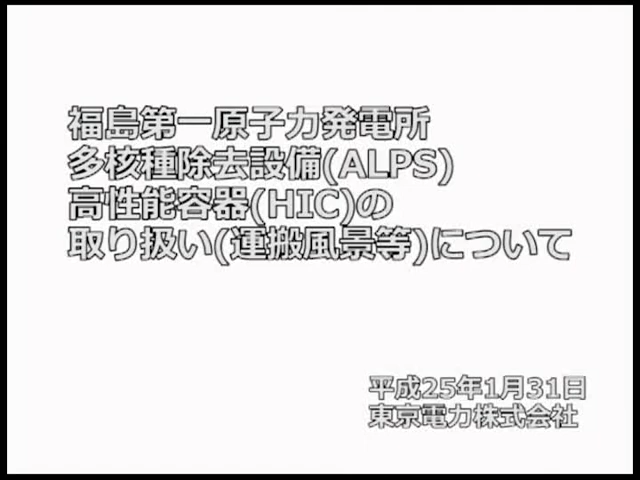 福島第一原子力発電所
多核種除去設備(ALPS)
高性能容器(HIC)の
取り扱い(運搬風景等)について
平成25年1月31日
東京電力株式会社